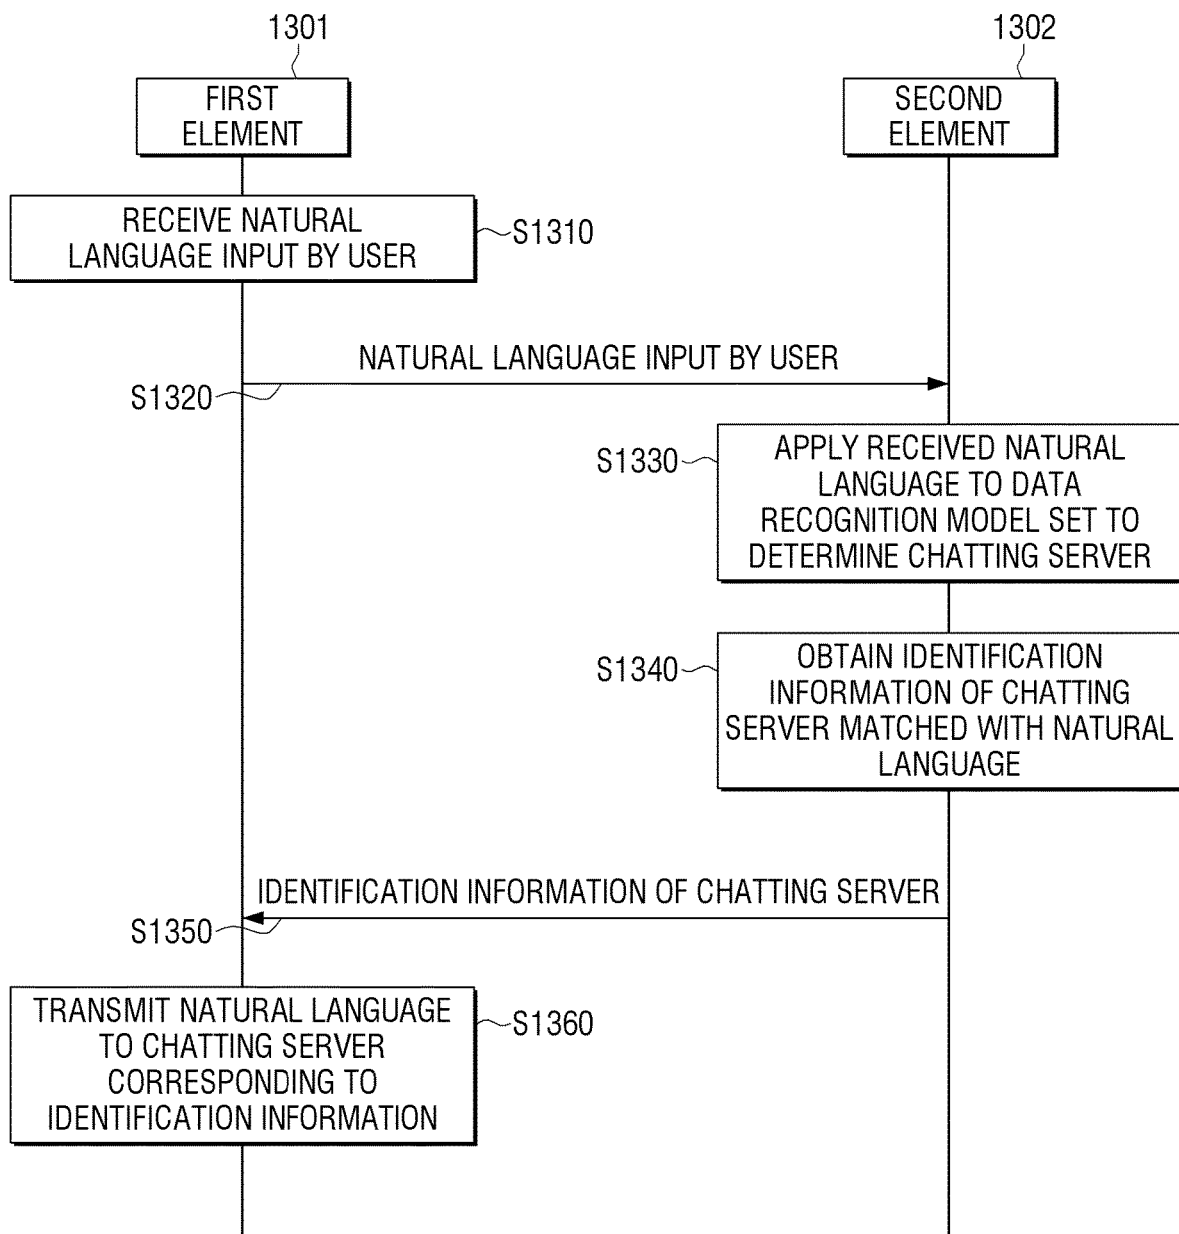 1301
1302
FIRST
ELEMENT
SECOND
ELEMENT
RECEIVE NATURAL
LANGUAGE INPUT BY USER
S1310
NATURAL LANGUAGE INPUT BY USER
S1320
S1330
APPLY RECEIVED NATURAL
LANGUAGE TO DATA
RECOGNITION MODEL SET TO
DETERMINE CHATTING SERVER
S1340
OBTAIN IDENTIFICATION
INFORMATION OF CHATTING
SERVER MATCHED WITH NATURAL
LANGUAGE
IDENTIFICATION INFORMATION OF CHATTING SERVER
S1350
TRANSMIT NATURAL LANGUAGE
TO CHATTING SERVER
CORRESPONDING TO
IDENTIFICATION INFORMATION
S1360